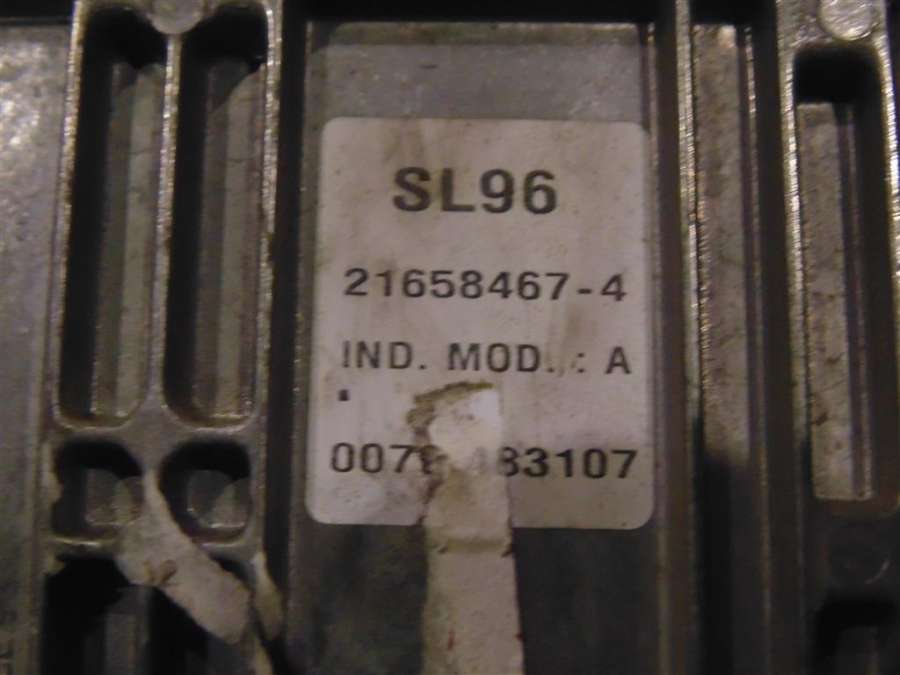 SL96
21658467-4
IND. MOD. : A